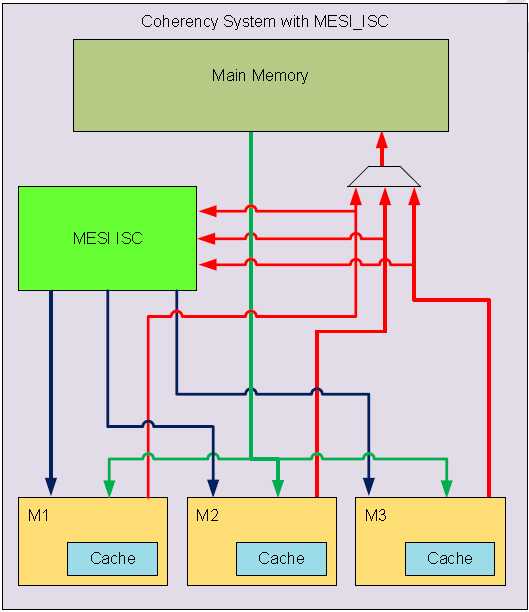 Coherency System with MESI_ISC
Main Memory
MESI ISC
M1
M2
M3
Cache
Cache
Cache